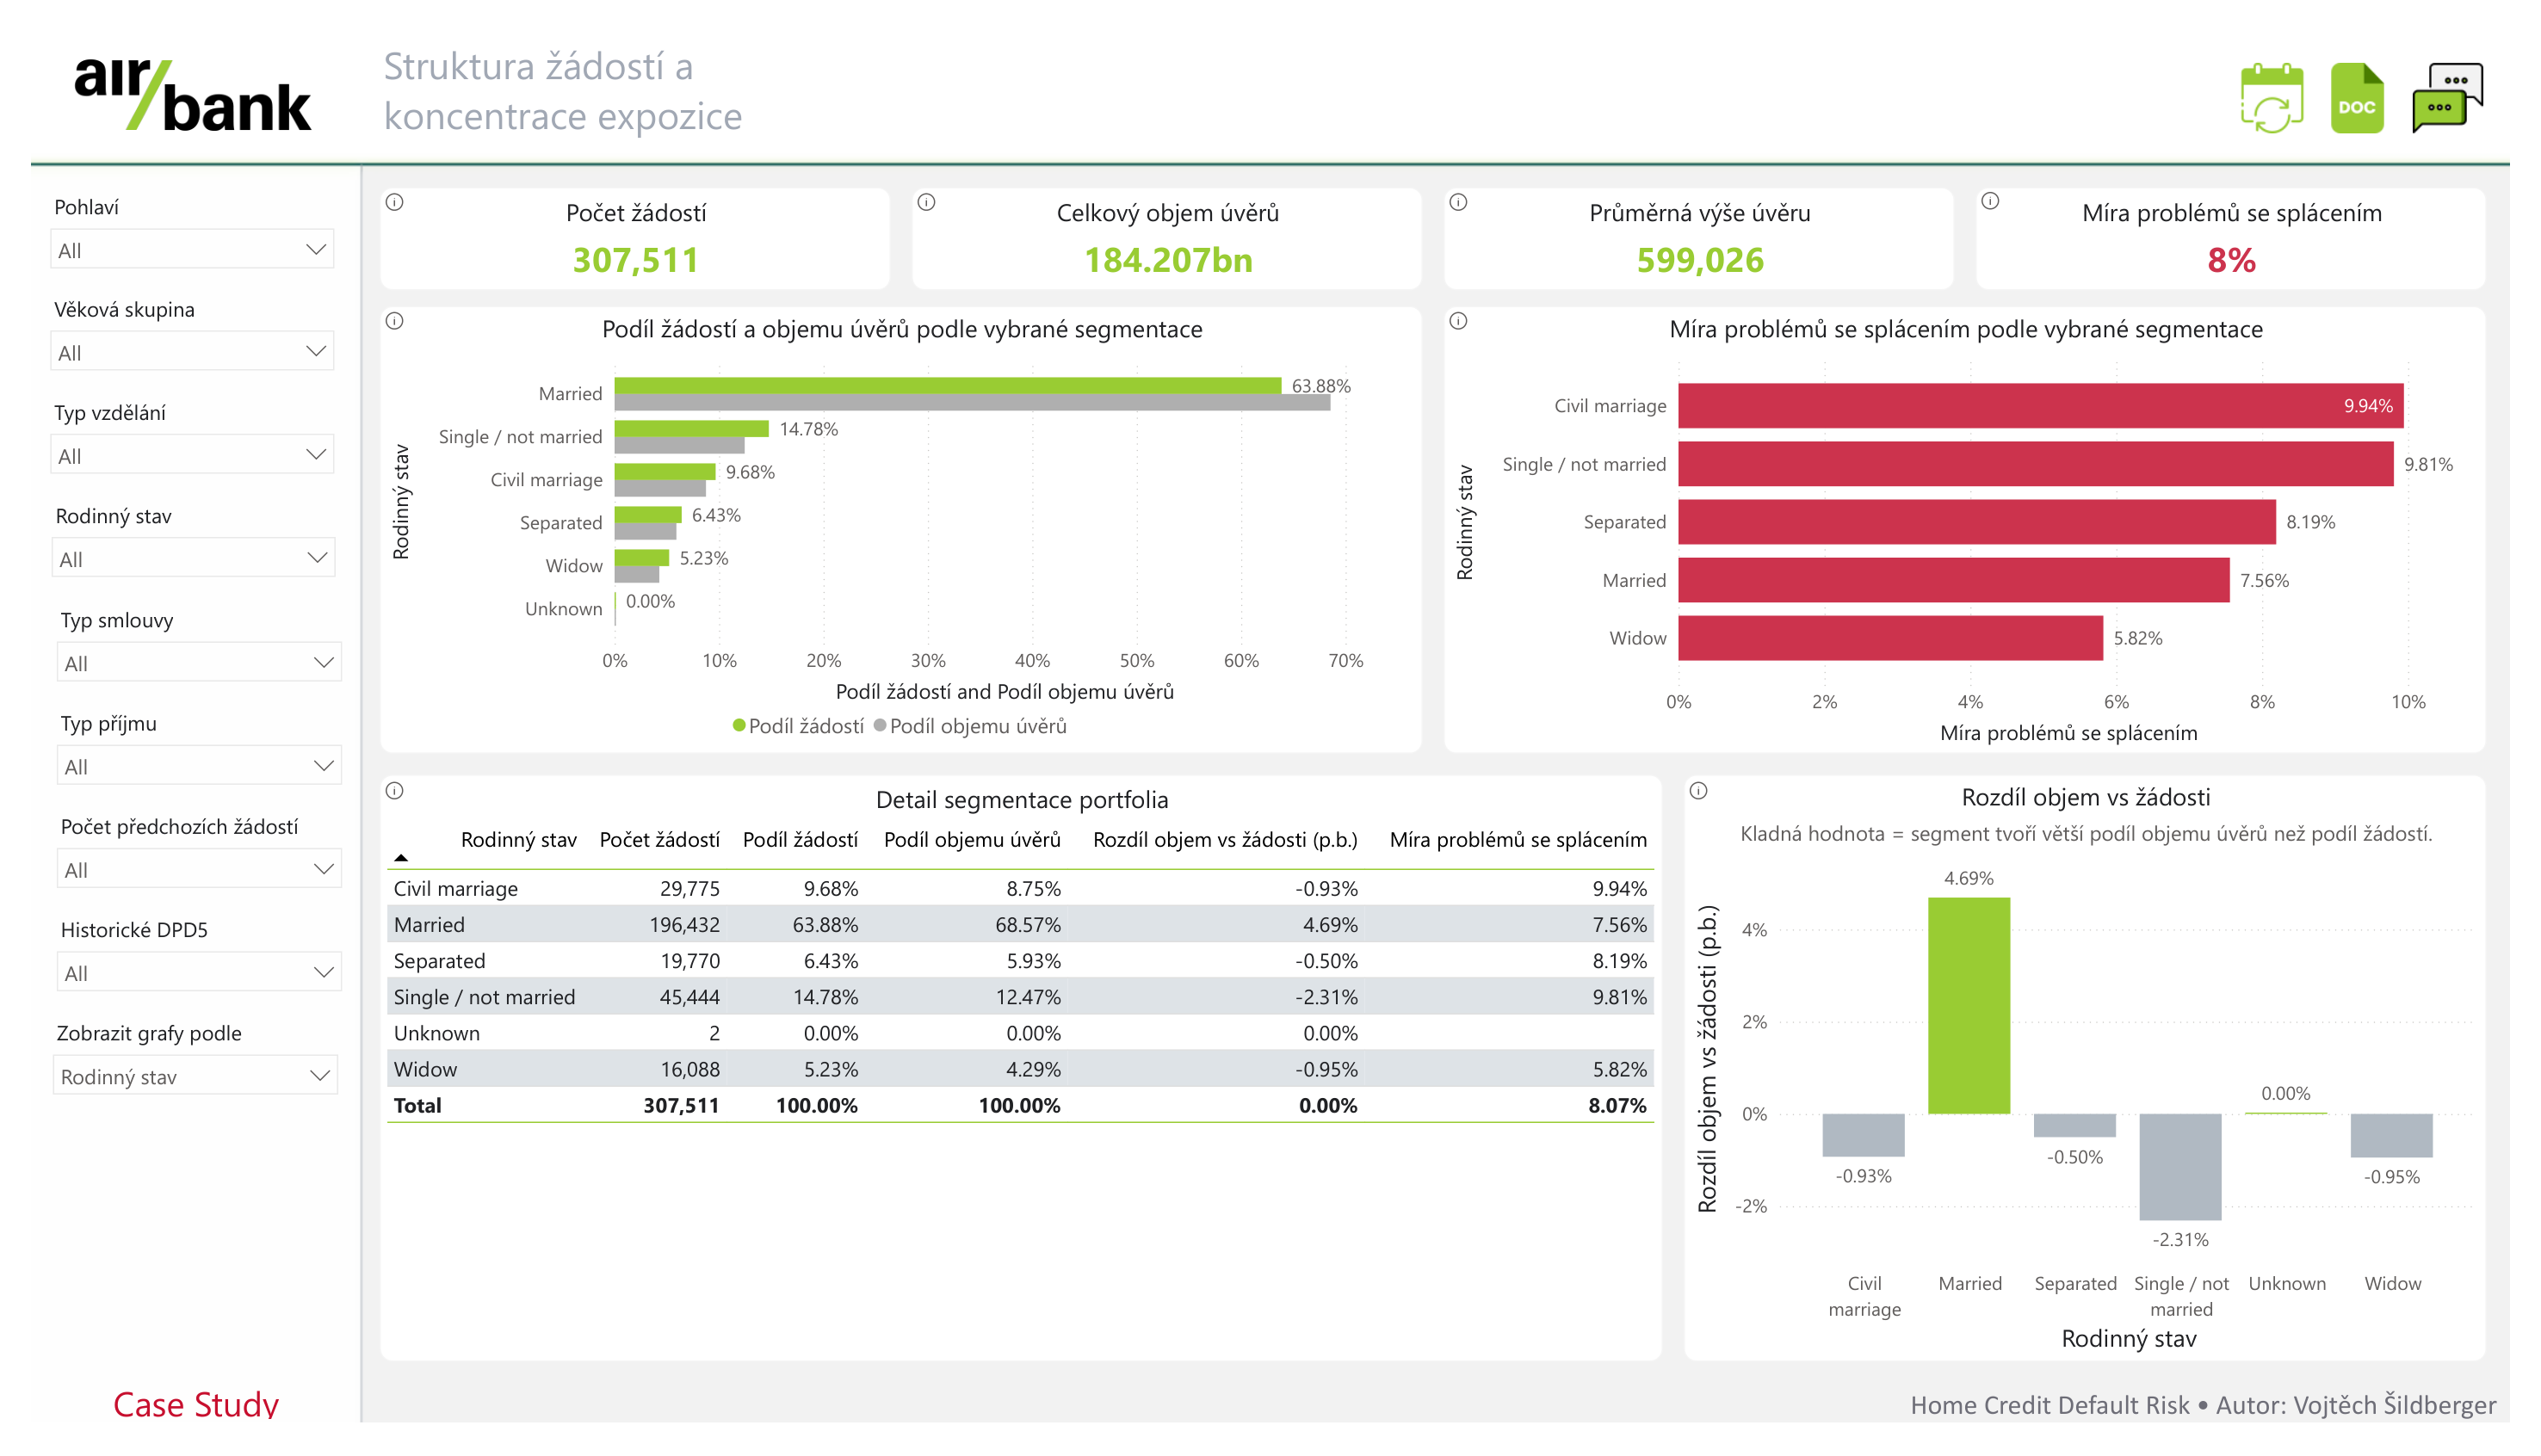 air/bank
Struktura žádostí a
koncentrace expozice
DOC
Pohlaví
All
Věková skupina
All
Typ vzdělání
All
Rodinný stav
All
Typ smlouvy
All
Typ příjmu
All
Počet předchozích žádostí
All
Historické DPD5
All
Zobrazit grafy podle
Rodinný stav
Case Study
Počet žádostí
307,511
Celkový objem úvěrů
184.207bn
Průměrná výše úvěru
599,026
Míra problémů se splácením
8%
Podíl žádostí a objemu úvěrů podle vybrané segmentace
Rodinný stav
Married 63.88%
Single / not married 14.78%
Civil marriage 9.68%
Separated 6.43%
Widow 5.23%
Unknown 0.00%
0% 10% 20% 30% 40% 50% 60% 70%
Podíl žádostí and Podíl objemu úvěrů
Podíl žádostí Podíl objemu úvěrů
Míra problémů se splácením podle vybrané segmentace
Rodinný stav
Civil marriage 9.94%
Single / not married 9.81%
Separated 8.19%
Married 7.56%
Widow 5.82%
0% 2% 4% 6% 8% 10%
Míra problémů se splácením
Detail segmentace portfolia
Rodinný stav Počet žádostí Podíl žádostí Podíl objemu úvěrů Rozdíl objem vs žádosti (p.b.) Míra problémů se splácením
Civil marriage 29,775 9.68% 8.75% -0.93% 9.94%
Married 196,432 63.88% 68.57% 4.69% 7.56%
Separated 19,770 6.43% 5.93% -0.50% 8.19%
Single / not married 45,444 14.78% 12.47% -2.31% 9.81%
Unknown 2 0.00% 0.00% 0.00%
Widow 16,088 5.23% 4.29% -0.95% 5.82%
Total 307,511 100.00% 100.00% 0.00% 8.07%
Rozdíl objem vs žádosti
Kladná hodnota = segment tvoří větší podíl objemu úvěrů než podíl žádostí.
Rozdíl objem vs žádosti (p.b.)
4%
2%
0%
-2%
-0.93% 4.69% -0.50% -2.31% 0.00% -0.95%
Civil marriage Married Separated Single / not married Unknown Widow
Rodinný stav
Home Credit Default Risk • Autor: Vojtěch Šildberger